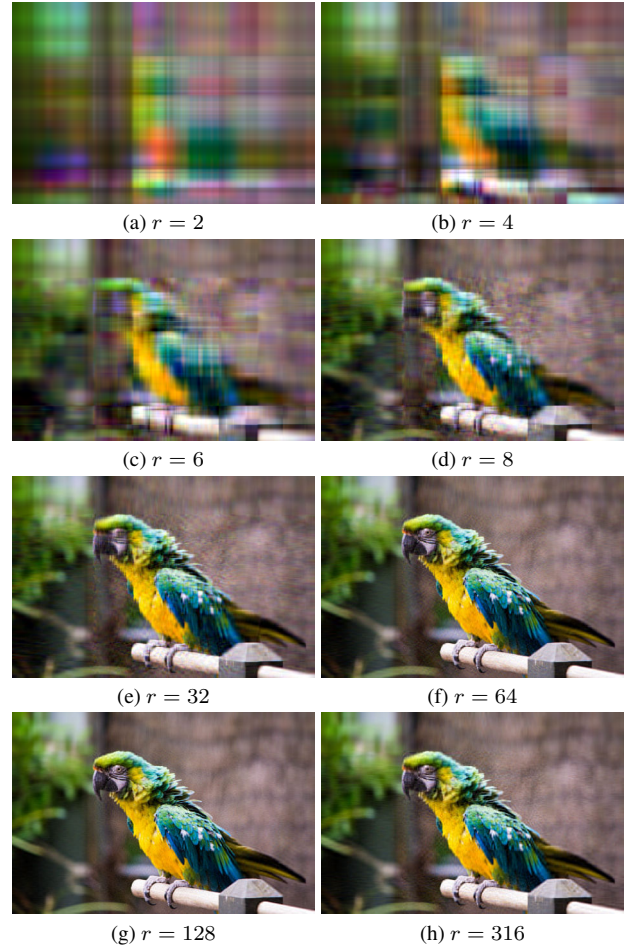 (a) r = 2
(b) r = 4
(c) r = 6
(d) r = 8
(e) r = 32
(f) r = 64
(g) r = 128
(h) r = 316